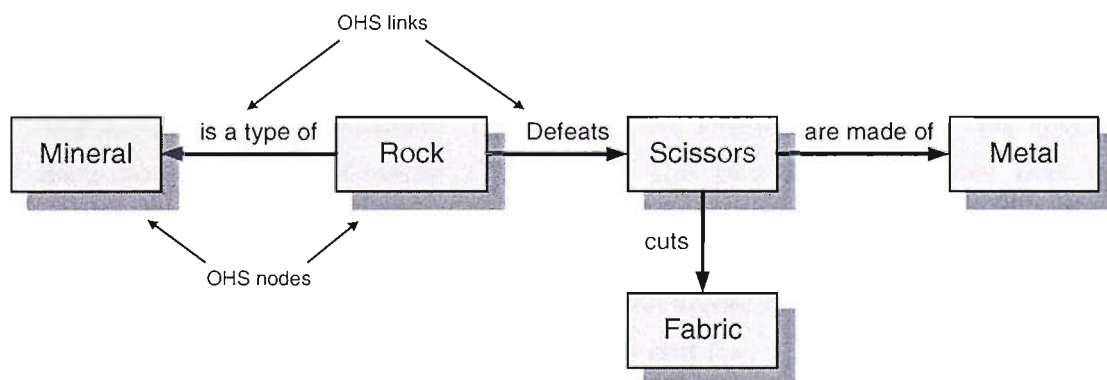 OHS links
is a type of
Defeats
are made of
Mineral
Rock
Scissors
Metal
cuts
OHS nodes
Fabric